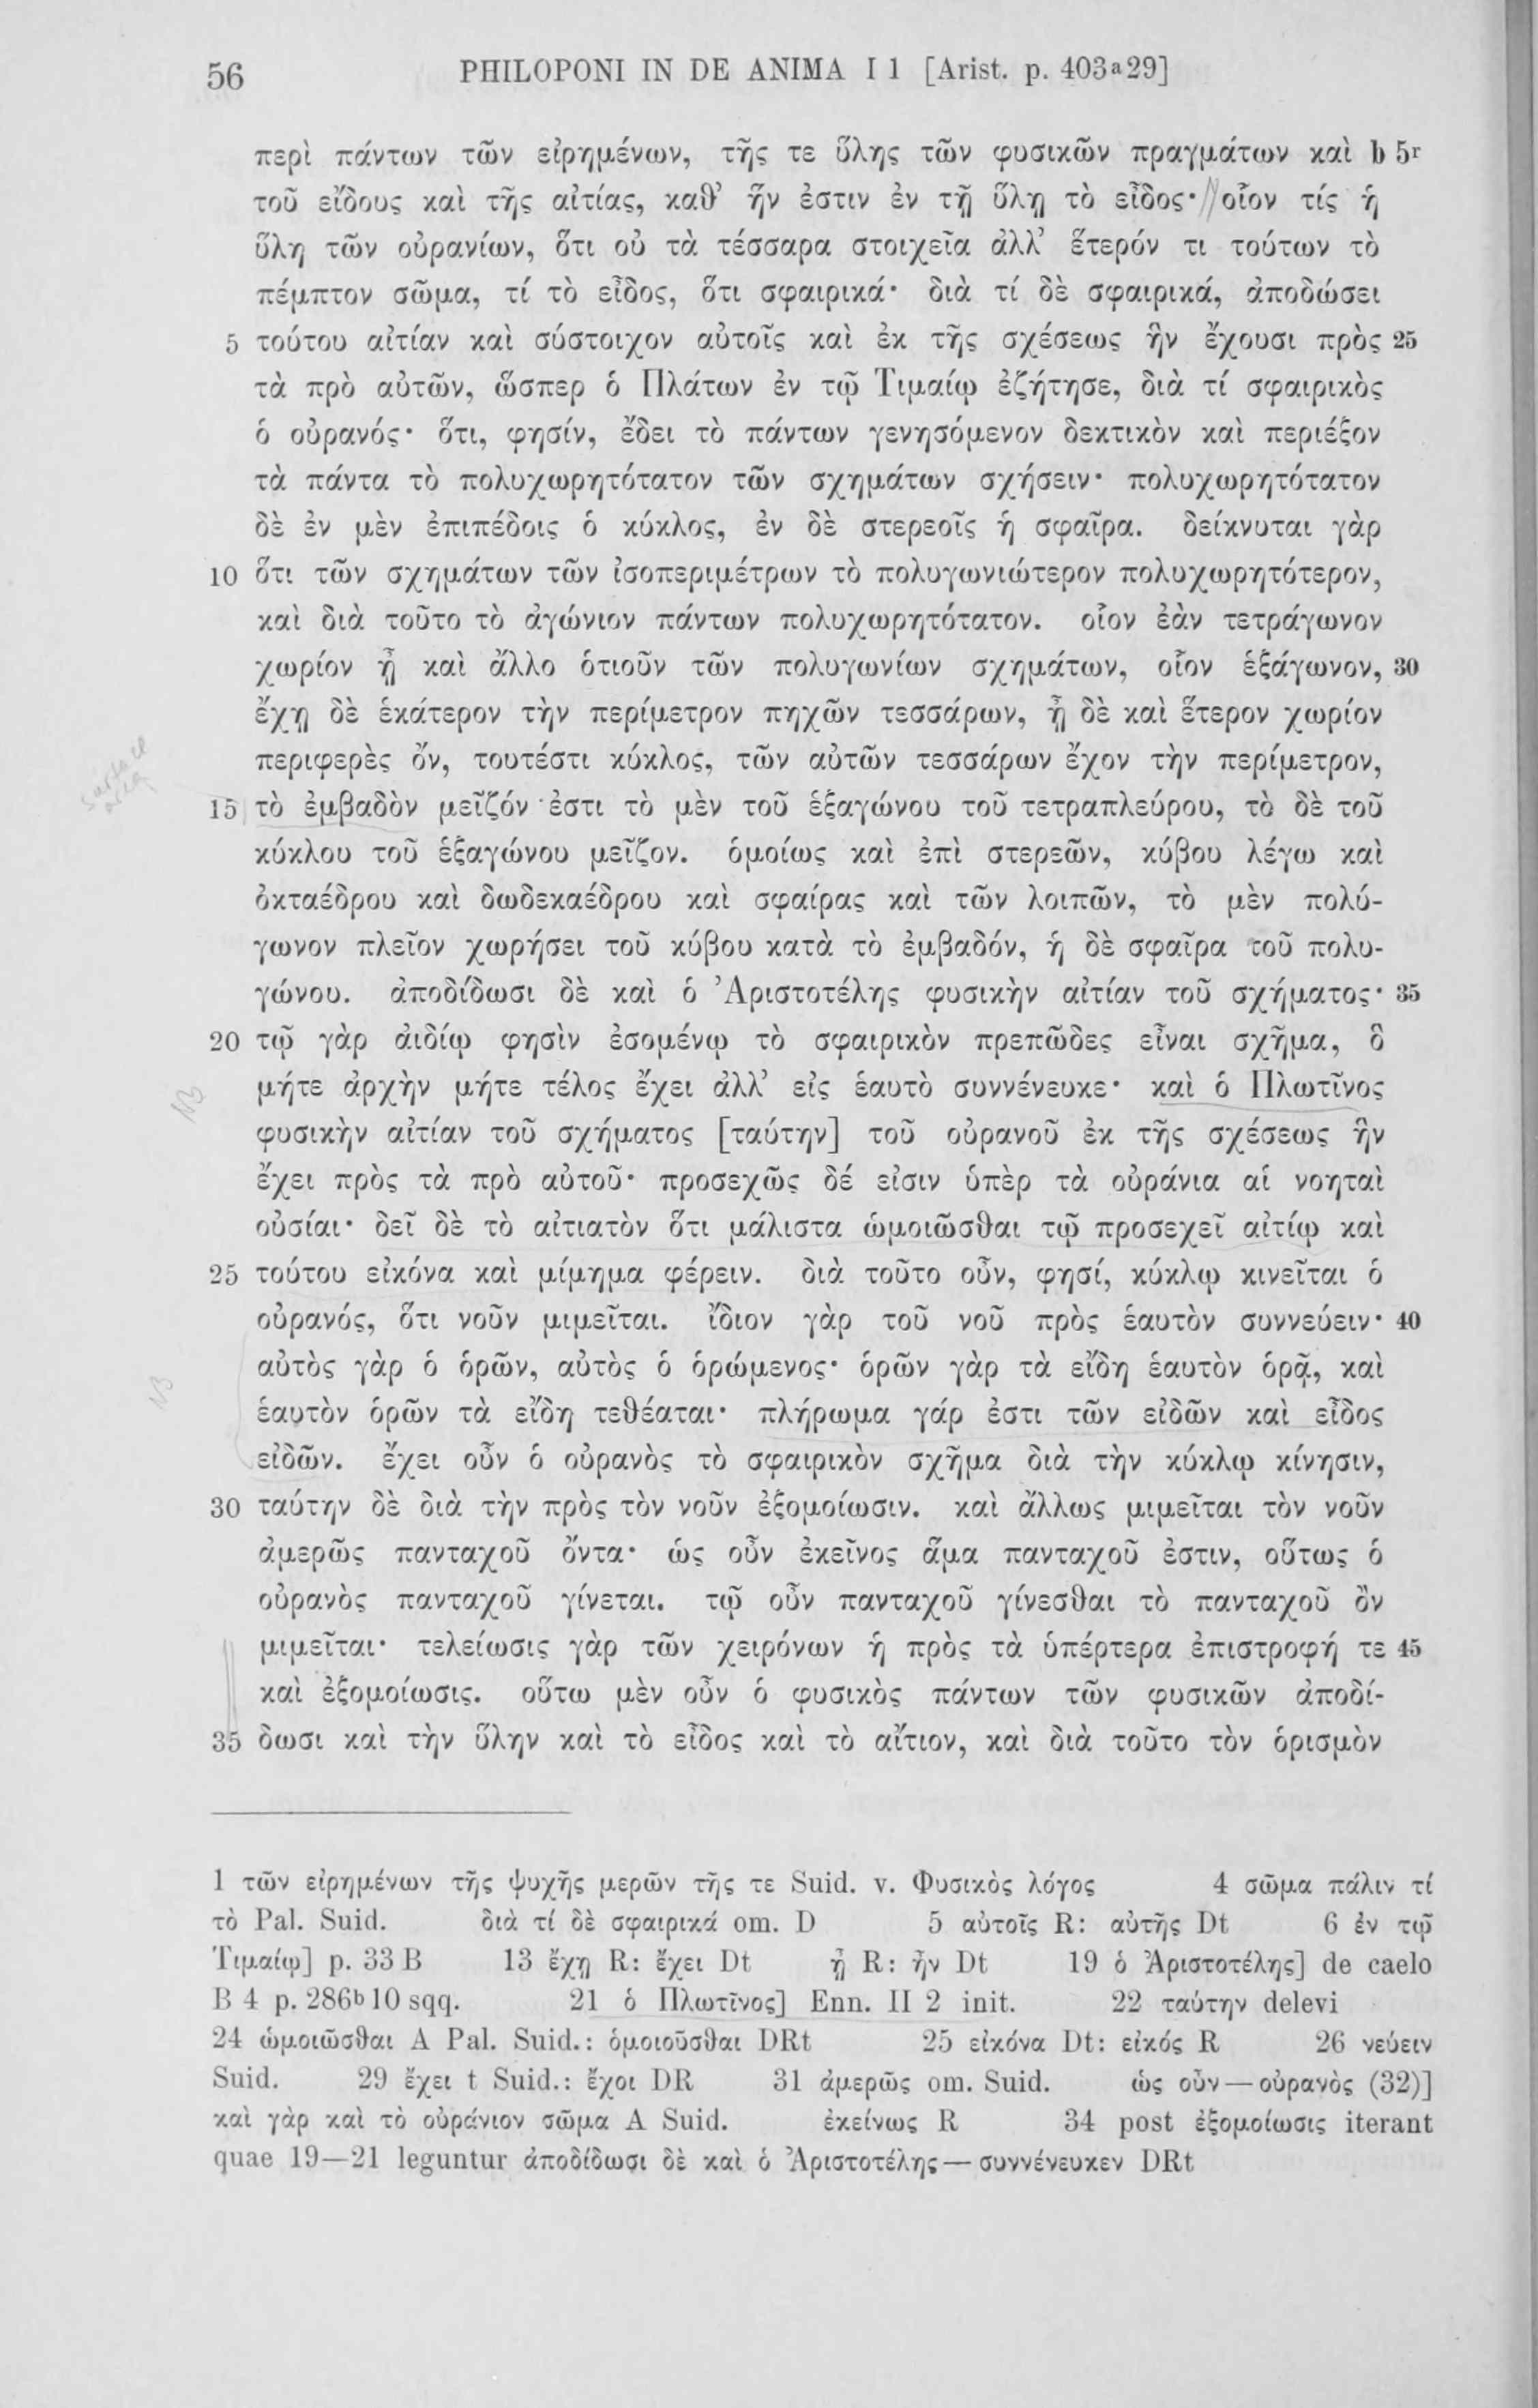 56 PHILOPONI IN DE ANIMA I 1 [Arist. p. 403a29]
περὶ πάντων τῶν εἰρημένων, τῆς τε ὕλης τῶν φυσικῶν πραγμάτων καὶ b 5r
τοῦ εἴδους καὶ τῆς αἰτίας, καθ’ ἥν ἐστιν ἐν τῇ ὕλῃ τὸ εἶδος· οἷον τίς ἡ
ὕλη τῶν οὐρανίων, ὅτι οὐ τὰ τέσσαρα στοιχεῖα ἀλλ’ ἕτερόν τι τούτων τὸ
πέμπτον σῶμα, τί τὸ εἶδος, ὅτι σφαιρικά· διὰ τί δὲ σφαιρικά, ἀποδώσει
5 τούτου αἰτίαν καὶ σύστοιχον αὐτοῖς καὶ ἐκ τῆς σχέσεως ἣν ἔχουσι πρὸς 25
τὰ πρὸ αὐτῶν, ὥσπερ ὁ Πλάτων ἐν τῷ Τιμαίῳ ἐζήτησε, διὰ τί σφαιρικὸς
ὁ οὐρανός· ὅτι, φησίν, ἔδει τὸ πάντων γενησόμενον δεκτικὸν καὶ περιέξον
τὰ πάντα τὸ πολυχωρητότατον τῶν σχημάτων σχήσειν· πολυχωρητότατον
δὲ ἐν μὲν ἐπιπέδοις ὁ κύκλος, ἐν δὲ στερεοῖς ἡ σφαῖρα. δείκνυται γὰρ
10 ὅτι τῶν σχημάτων τῶν ἰσοπεριμέτρων τὸ πολυγωνιώτερον πολυχωρητότερον,
καὶ διὰ τοῦτο τὸ ἀγώνιον πάντων πολυχωρητότατον. οἷον ἐὰν τετράγωνον
χωρίον ᾖ καὶ ἄλλο ὁτιοῦν τῶν πολυγωνίων σχημάτων, οἷον ἑξάγωνον, 30
ἔχῃ δὲ ἑκάτερον τὴν περίμετρον πηχῶν τεσσάρων, ᾖ δὲ καὶ ἕτερον χωρίον
περιφερὲς ὄν, τουτέστι κύκλος, τῶν αὐτῶν τεσσάρων ἔχον τὴν περίμετρον,
surface area
15 τὸ ἐμβαδὸν μεῖζόν ἐστι τὸ μὲν τοῦ ἑξαγώνου τοῦ τετραπλεύρου, τὸ δὲ τοῦ
κύκλου τοῦ ἑξαγώνου μεῖζον. ὁμοίως καὶ ἐπὶ στερεῶν, κύβου λέγω καὶ
ὀκταέδρου καὶ δωδεκαέδρου καὶ σφαίρας καὶ τῶν λοιπῶν, τὸ μὲν πολύ-
γωνον πλεῖον χωρήσει τοῦ κύβου κατὰ τὸ ἐμβαδόν, ἡ δὲ σφαῖρα τοῦ πολυ-
γώνου. ἀποδίδωσι δὲ καὶ ὁ Ἀριστοτέλης φυσικὴν αἰτίαν τοῦ σχήματος· 35
20 τῷ γὰρ ἀιδίῳ φησὶν ἐσομένῳ τὸ σφαιρικὸν πρεπῶδες εἶναι σχῆμα, ὃ
NB μήτε ἀρχὴν μήτε τέλος ἔχει ἀλλ’ εἰς ἑαυτὸ συννένευκε· καὶ ὁ Πλωτῖνος
φυσικὴν αἰτίαν τοῦ σχήματος [ταύτην] τοῦ οὐρανοῦ ἐκ τῆς σχέσεως ἣν
ἔχει πρὸς τὰ πρὸ αὐτοῦ· προσεχῶς δέ εἰσιν ὑπὲρ τὰ οὐράνια αἱ νοηταὶ
οὐσίαι· δεῖ δὲ τὸ αἰτιατὸν ὅτι μάλιστα ὡμοιῶσθαι τῷ προσεχεῖ αἰτίῳ καὶ
25 τούτου εἰκόνα καὶ μίμημα φέρειν. διὰ τοῦτο οὖν, φησί, κύκλῳ κινεῖται ὁ
οὐρανός, ὅτι νοῦν μιμεῖται. ἴδιον γὰρ τοῦ νοῦ πρὸς ἑαυτὸν συννεύειν· 40
NB αὐτὸς γὰρ ὁ ὁρῶν, αὐτὸς ὁ ὁρώμενος· ὁρῶν γὰρ τὰ εἴδη ἑαυτὸν ὁρᾷ, καὶ
ἑαυτὸν ὁρῶν τὰ εἴδη τεθέαται· πλήρωμα γάρ ἐστι τῶν εἰδῶν καὶ εἶδος
εἰδῶν. ἔχει οὖν ὁ οὐρανὸς τὸ σφαιρικὸν σχῆμα διὰ τὴν κύκλῳ κίνησιν,
30 ταύτην δὲ διὰ τὴν πρὸς τὸν νοῦν ἐξομοίωσιν. καὶ ἄλλως μιμεῖται τὸν νοῦν
ἀμερῶς πανταχοῦ ὄντα· ὡς οὖν ἐκεῖνος ἅμα πανταχοῦ ἐστιν, οὕτως ὁ
οὐρανὸς πανταχοῦ γίνεται. τῷ οὖν πανταχοῦ γίνεσθαι τὸ πανταχοῦ ὂν
μιμεῖται· τελείωσις γὰρ τῶν χειρόνων ἡ πρὸς τὰ ὑπέρτερα ἐπιστροφή τε 45
καὶ ἐξομοίωσις. οὕτω μὲν οὖν ὁ φυσικὸς πάντων τῶν φυσικῶν ἀποδί-
35 δωσι καὶ τὴν ὕλην καὶ τὸ εἶδος καὶ τὸ αἴτιον, καὶ διὰ τοῦτο τὸν ὁρισμὸν
1 τῶν εἰρημένων τῆς ψυχῆς μερῶν τῆς τε Suid. v. Φυσικὸς λόγος 4 σῶμα πάλιν τί
τὸ Pal. Suid. διὰ τί δὲ σφαιρικά om. D 5 αὐτοῖς R: αὐτῆς Dt 6 ἐν τῷ
Τιμαίῳ] p. 33 B 13 ἔχῃ R: ἔχει Dt ᾖ R: ἦν Dt 19 ὁ Ἀριστοτέλης] de caelo
B 4 p. 286b10 sqq. 21 ὁ Πλωτῖνος] Enn. II 2 init. 22 ταύτην delevi
24 ὡμοιῶσθαι A Pal. Suid.: ὁμοιοῦσθαι DRt 25 εἰκόνα Dt: εἰκός R 26 νεύειν
Suid. 29 ἔχει t Suid.: ἔχοι DR 31 ἀμερῶς om. Suid. ὡς οὖν — οὐρανὸς (32)]
καὶ γὰρ καὶ τὸ οὐράνιον σῶμα A Suid. ἐκείνως R 34 post ἐξομοίωσις iterant
quae 19—21 leguntur ἀποδίδωσι δὲ καὶ ὁ Ἀριστοτέλης — συννένευκεν DRt